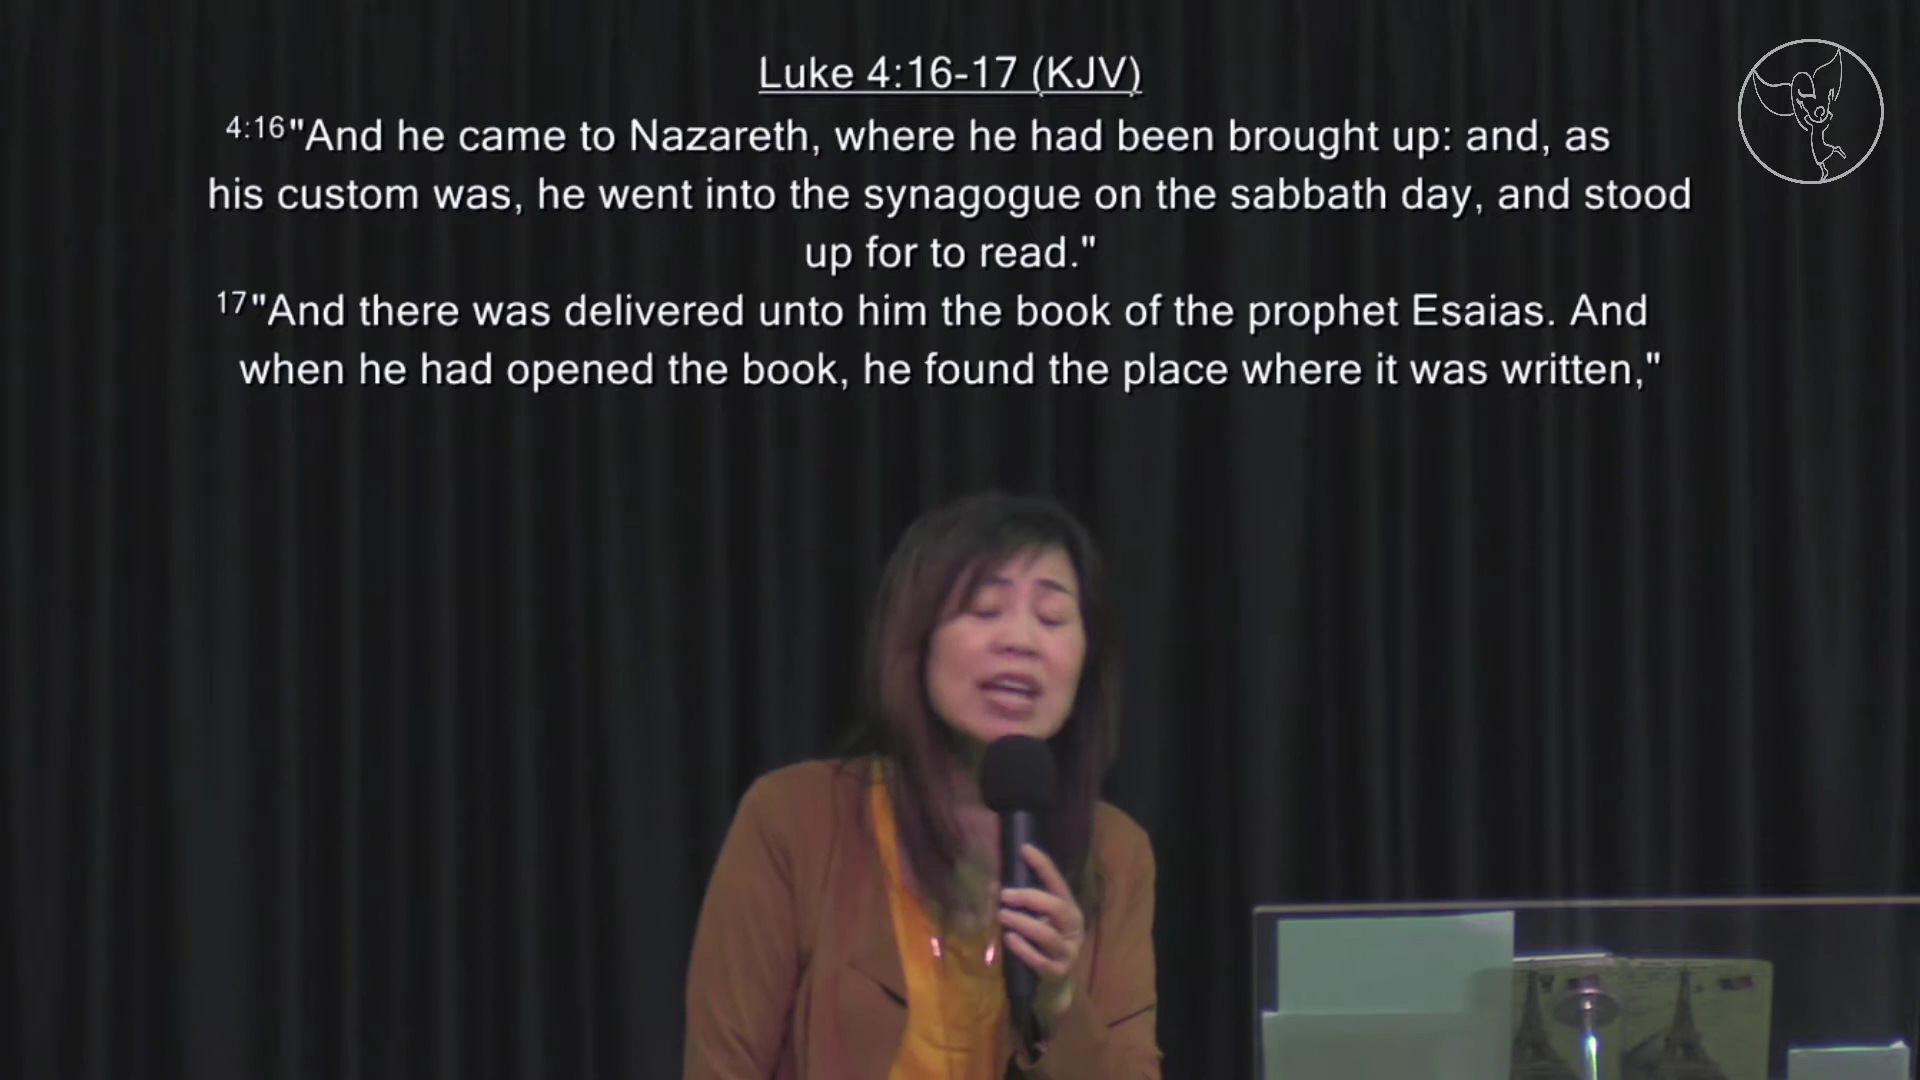 Luke 4:16-17 (KJV)
4:16"And he came to Nazareth, where he had been brought up: and, as
his custom was, he went into the synagogue on the sabbath day, and stood
up for to read."
17"And there was delivered unto him the book of the prophet Esaias. And
when he had opened the book, he found the place where it was written,"